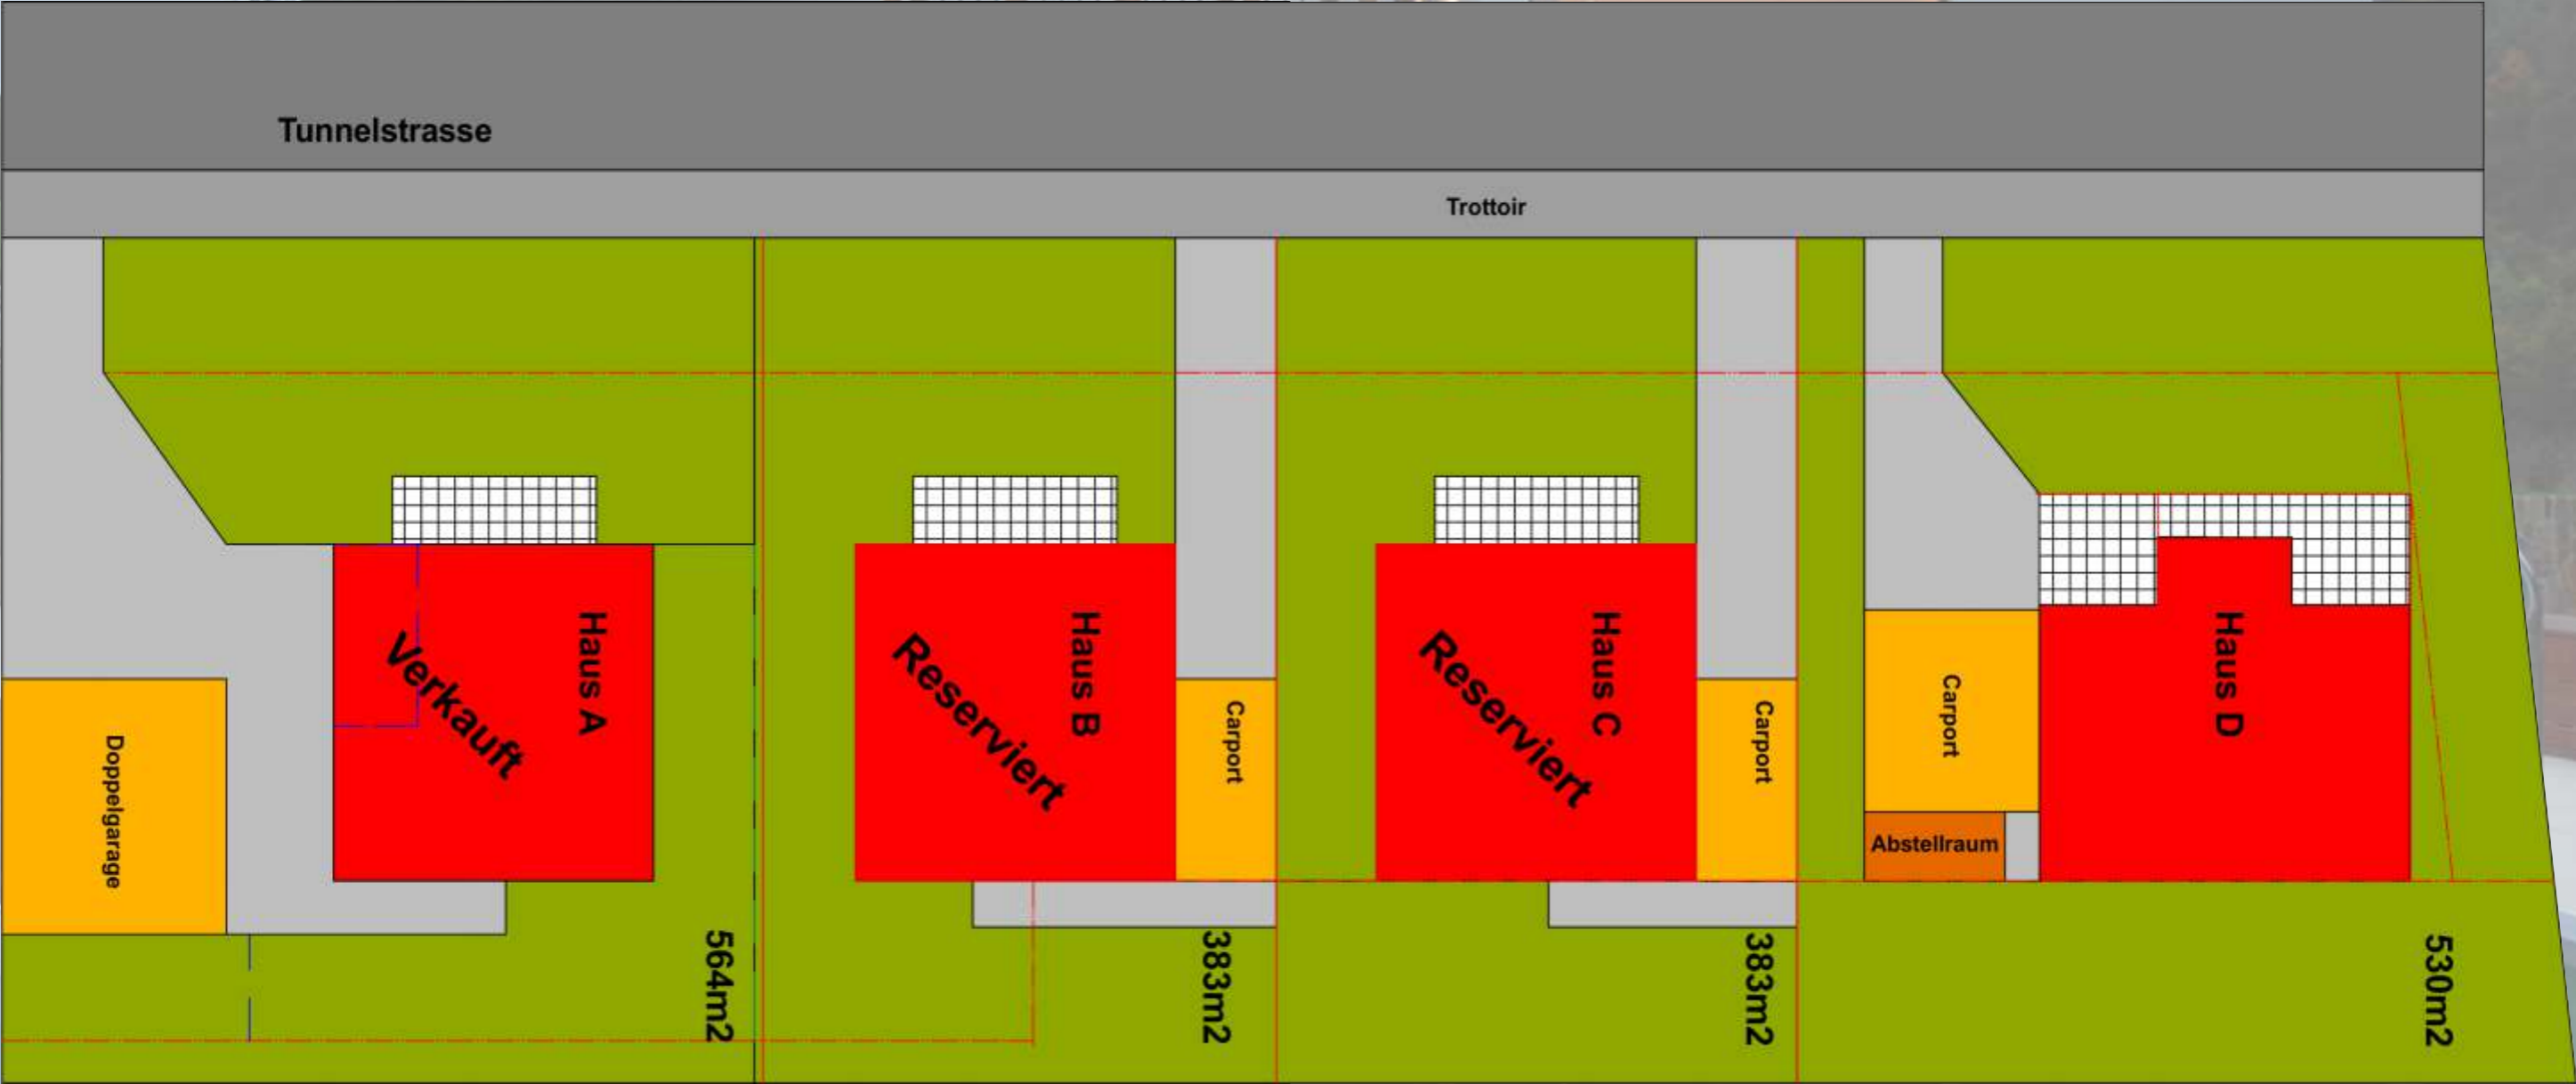 Tunnelstrasse
Trottoir
Doppelgarage
Verkauft
Haus A
564m2
Reserviert
Haus B
Carport
383m2
Reserviert
Haus C
Carport
383m2
Carport
Abstellraum
Haus D
530m2